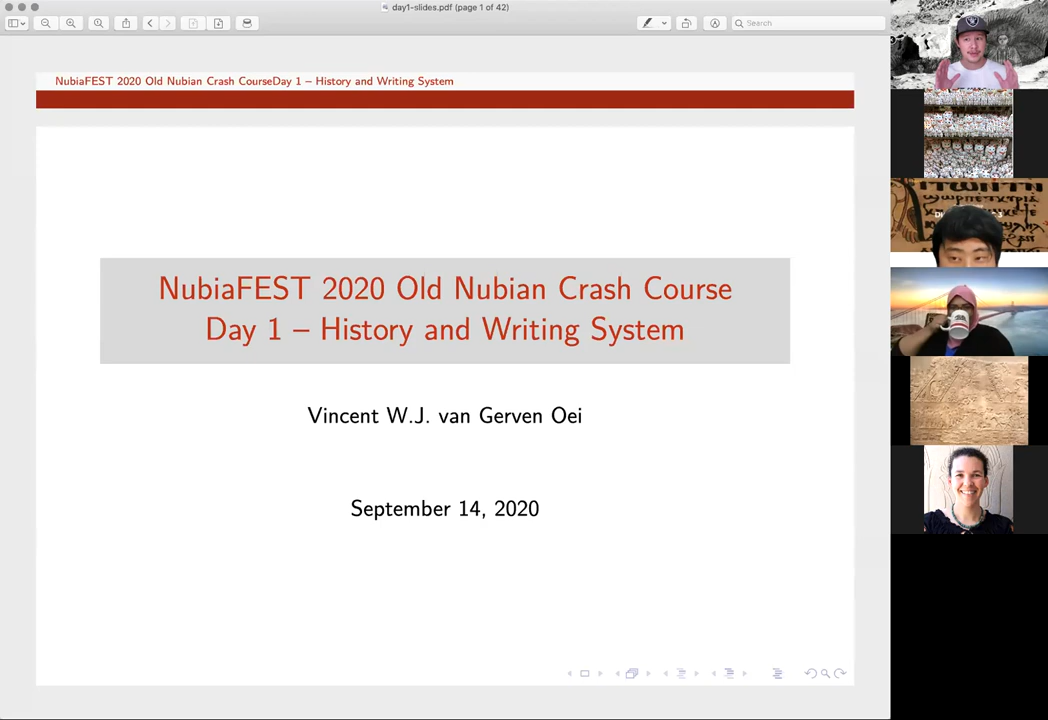 day1-slides.pdf (page 1 of 42)
Search
NubiaFEST 2020 Old Nubian Crash CourseDay 1 – History and Writing System
NubiaFEST 2020 Old Nubian Crash Course
Day 1 – History and Writing System
Vincent W.J. van Gerven Oei
September 14, 2020